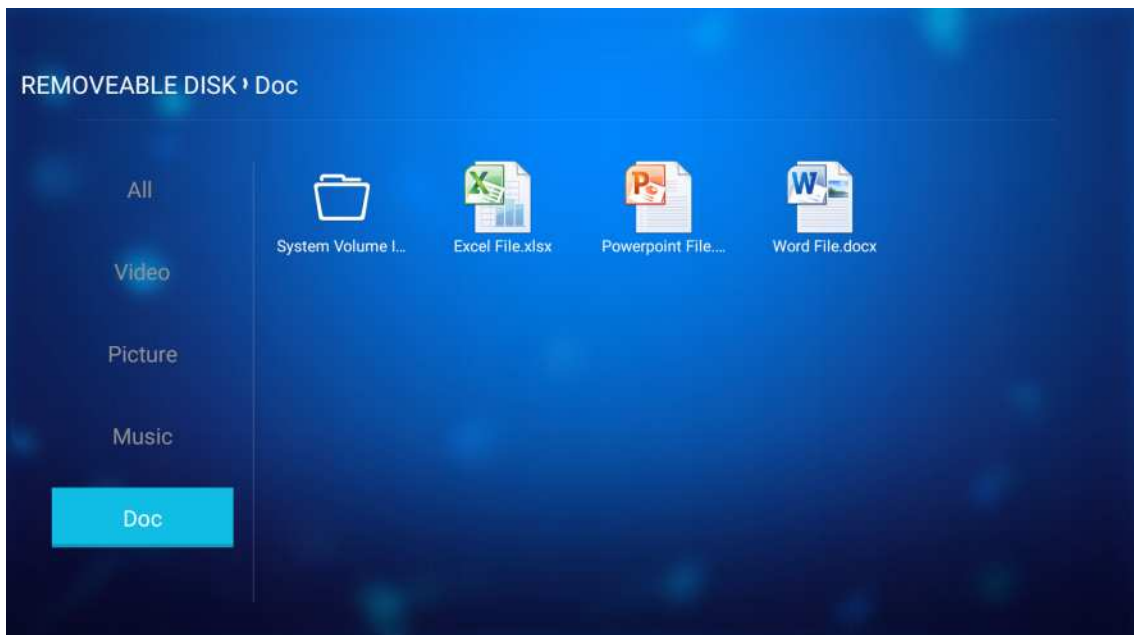 REMOVEABLE DISK › Doc
All
Video
Picture
Music
Doc
System Volume I...
Excel File.xlsx
Powerpoint File....
Word File.docx